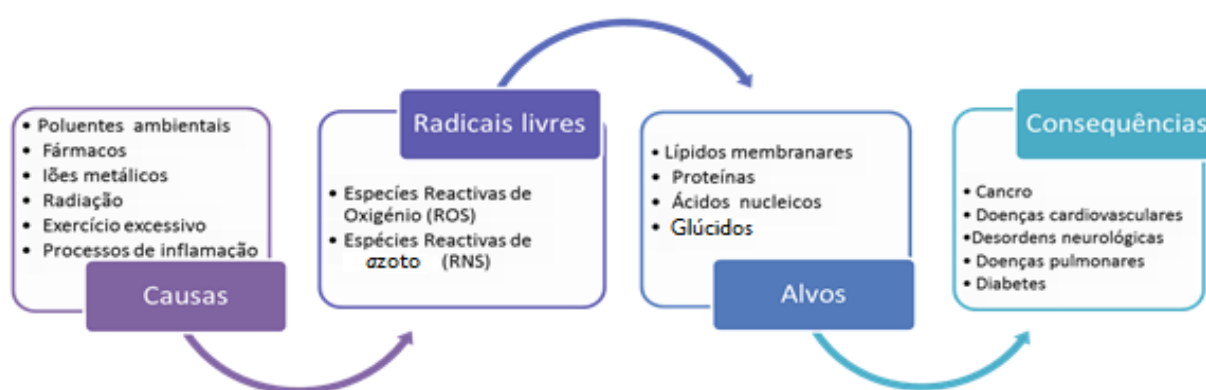 • Poluentes ambientais
• Fármacos
• Iões metálicos
• Radiação
• Exercício excessivo
• Processos de inflamação
Causas
Radicais livres
• Especíes Reactivas de
Oxigénio (ROS)
• Espécies Reactivas de
azoto (RNS)
• Lípidos membranares
• Proteínas
• Ácidos nucleicos
• Glúcidos
Alvos
Consequências
• Cancro
• Doenças cardiovasculares
•Desordens neurológicas
• Doenças pulmonares
• Diabetes